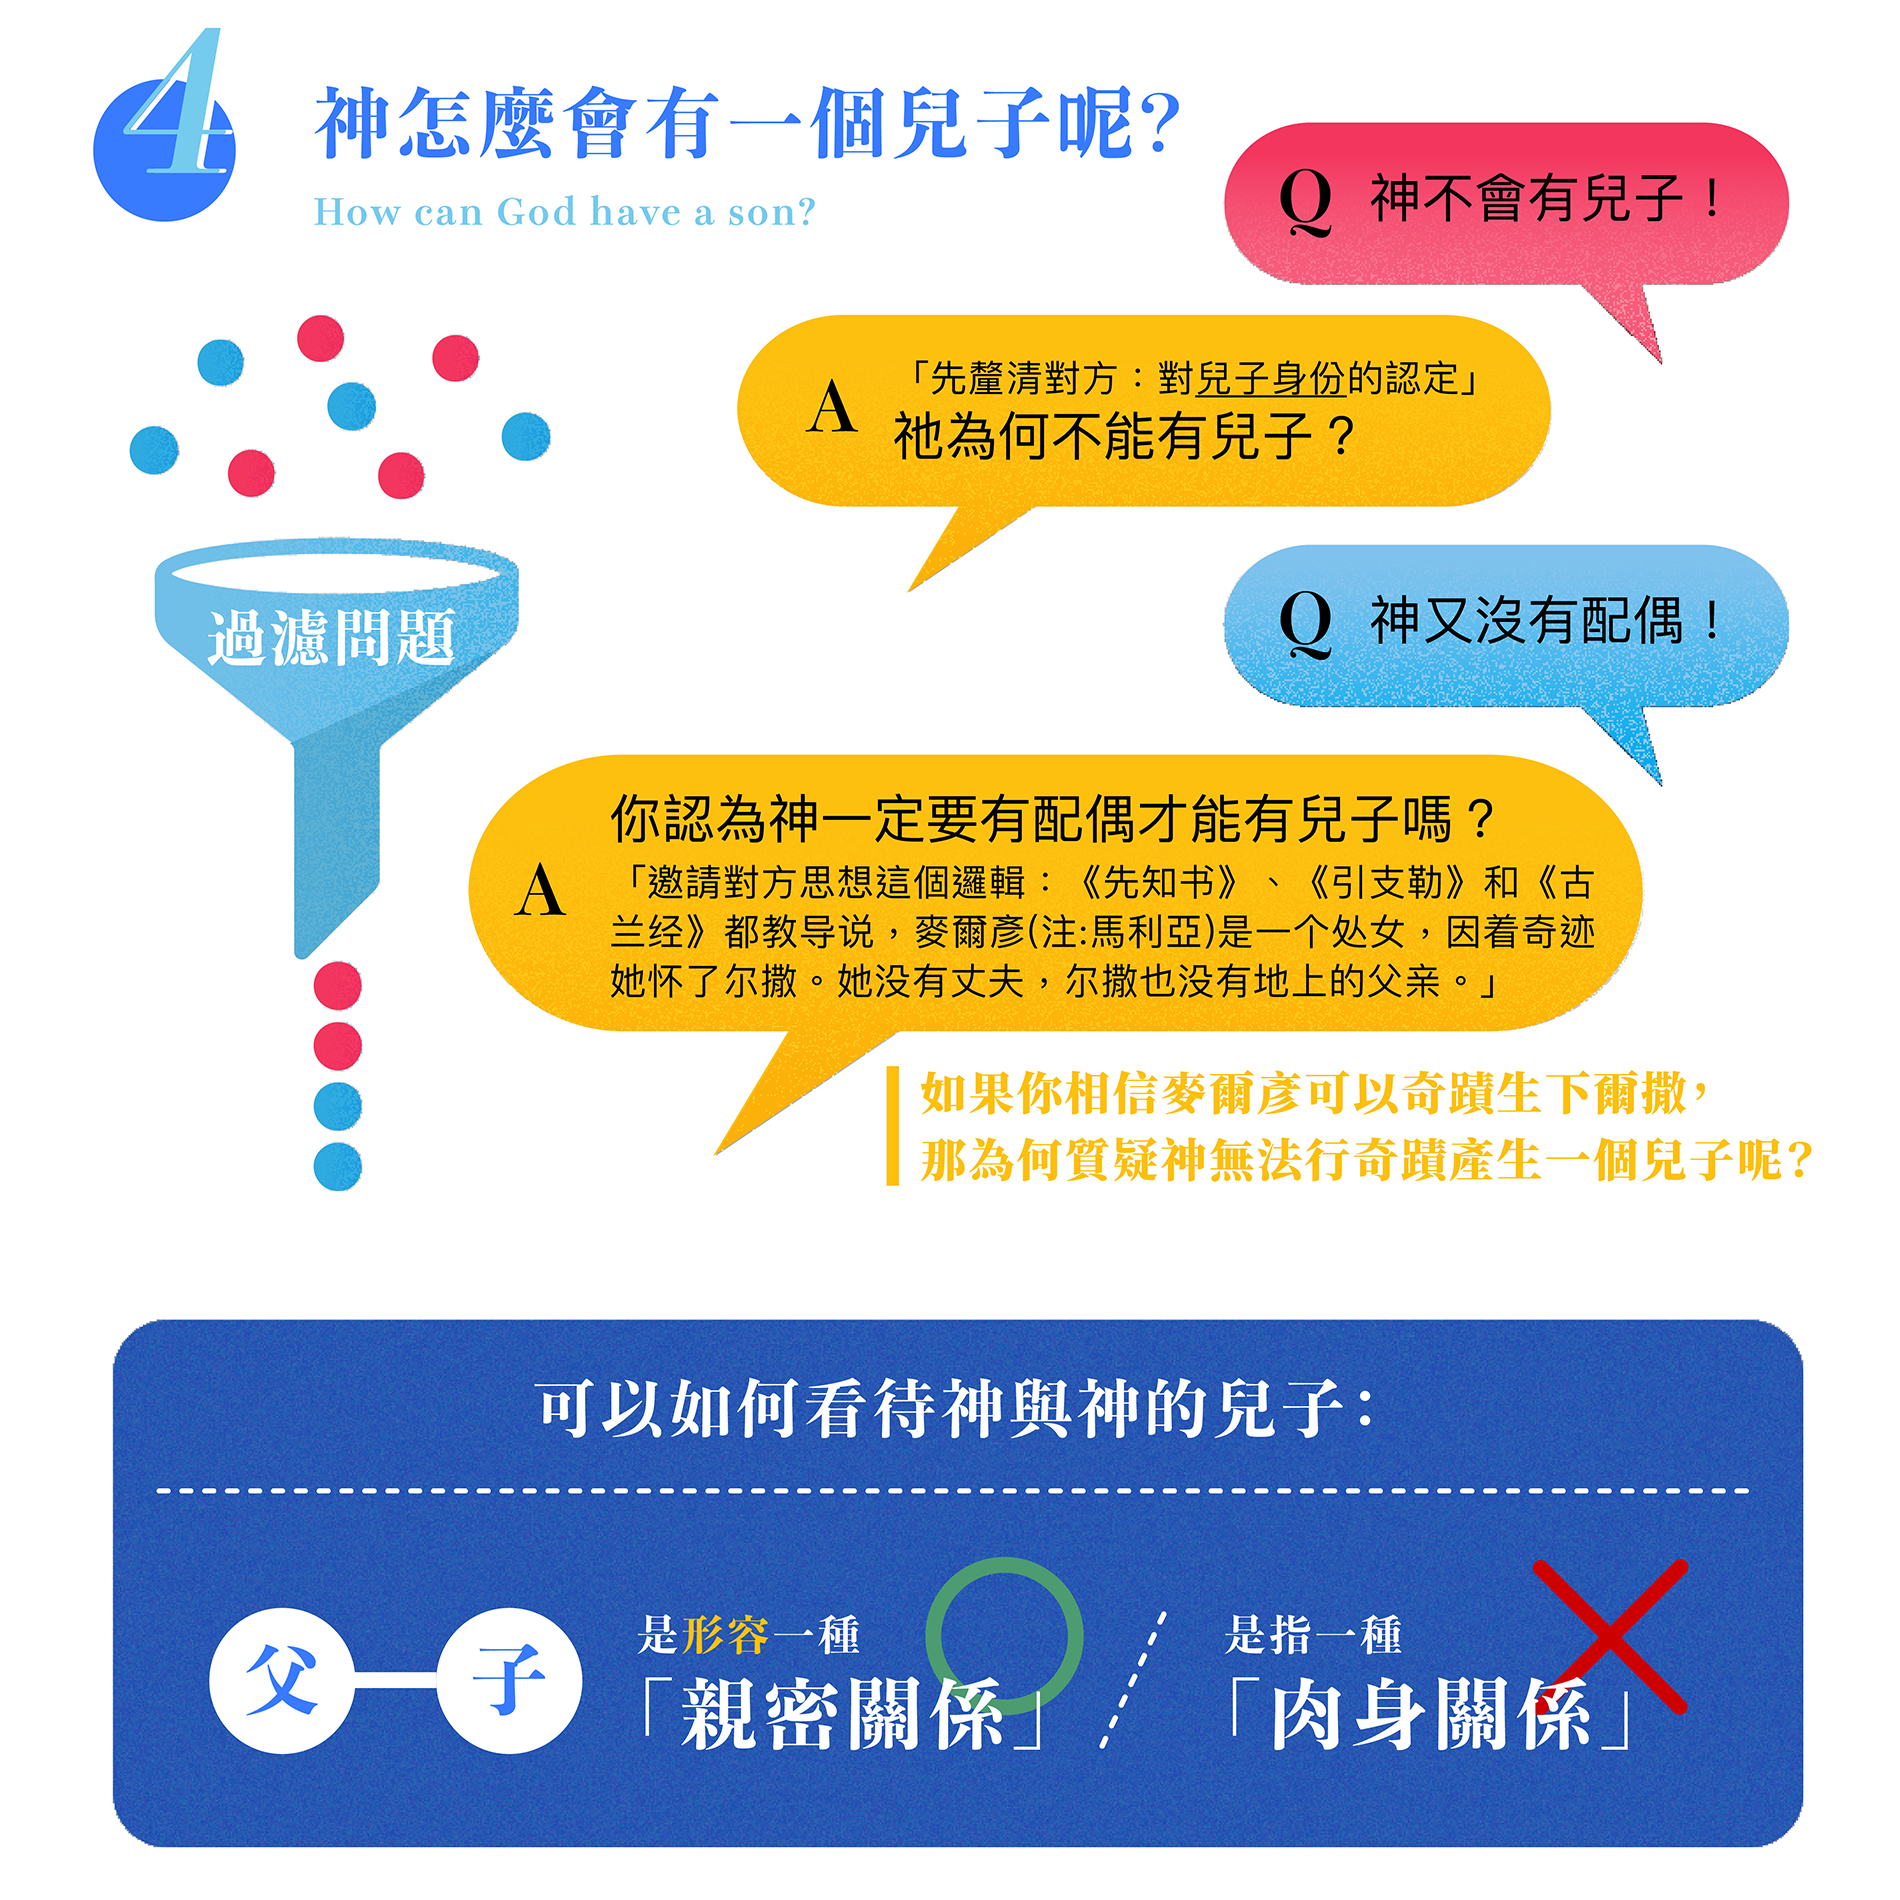 4
神怎麼會有一個兒子呢?
How can God have a son?
Q 神不會有兒子！
「先釐清對方：對兒子身份的認定」
A 祂為何不能有兒子？
過濾問題
Q 神又沒有配偶！
你認為神一定要有配偶才能有兒子嗎？
A 「邀請對方思想這個邏輯：《先知书》、《引支勒》和《古
兰经》都教导说，麥爾彥(注:馬利亞)是一个处女，因着奇迹
她怀了尔撒。她没有丈夫，尔撒也没有地上的父亲。」
如果你相信麥爾彥可以奇蹟生下爾撒，
那為何質疑神無法行奇蹟產生一個兒子呢?
可以如何看待神與神的兒子：
父 子
是形容一種
「親密關係」
是指一種
「肉身關係」